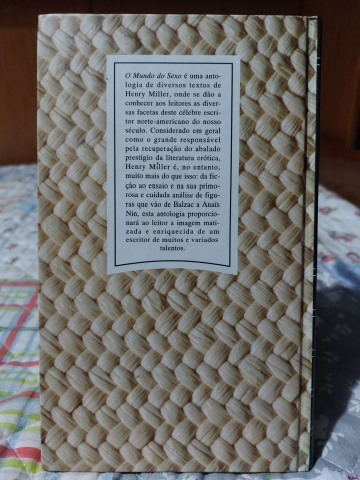 O Mundo do Sexo é uma anto-
logia de diversos textos de
Henry Miller, onde se dão a
conhecer aos leitores as diver-
sas facetas deste célebre escri-
tor norte-americano do nosso
século. Considerado em geral
como o grande responsável
pela recuperação do abalado
prestígio da literatura erótica,
Henry Miller é, no entanto,
muito mais do que isso: da fic-
ção ao ensaio e na sua primo-
rosa e cuidada análise de figu-
ras que vão de Balzac a Anaïs
Nin, esta antologia proporcio-
nará ao leitor a imagem mati-
zada e enriquecida de um
escritor de muitos e variados
talentos.